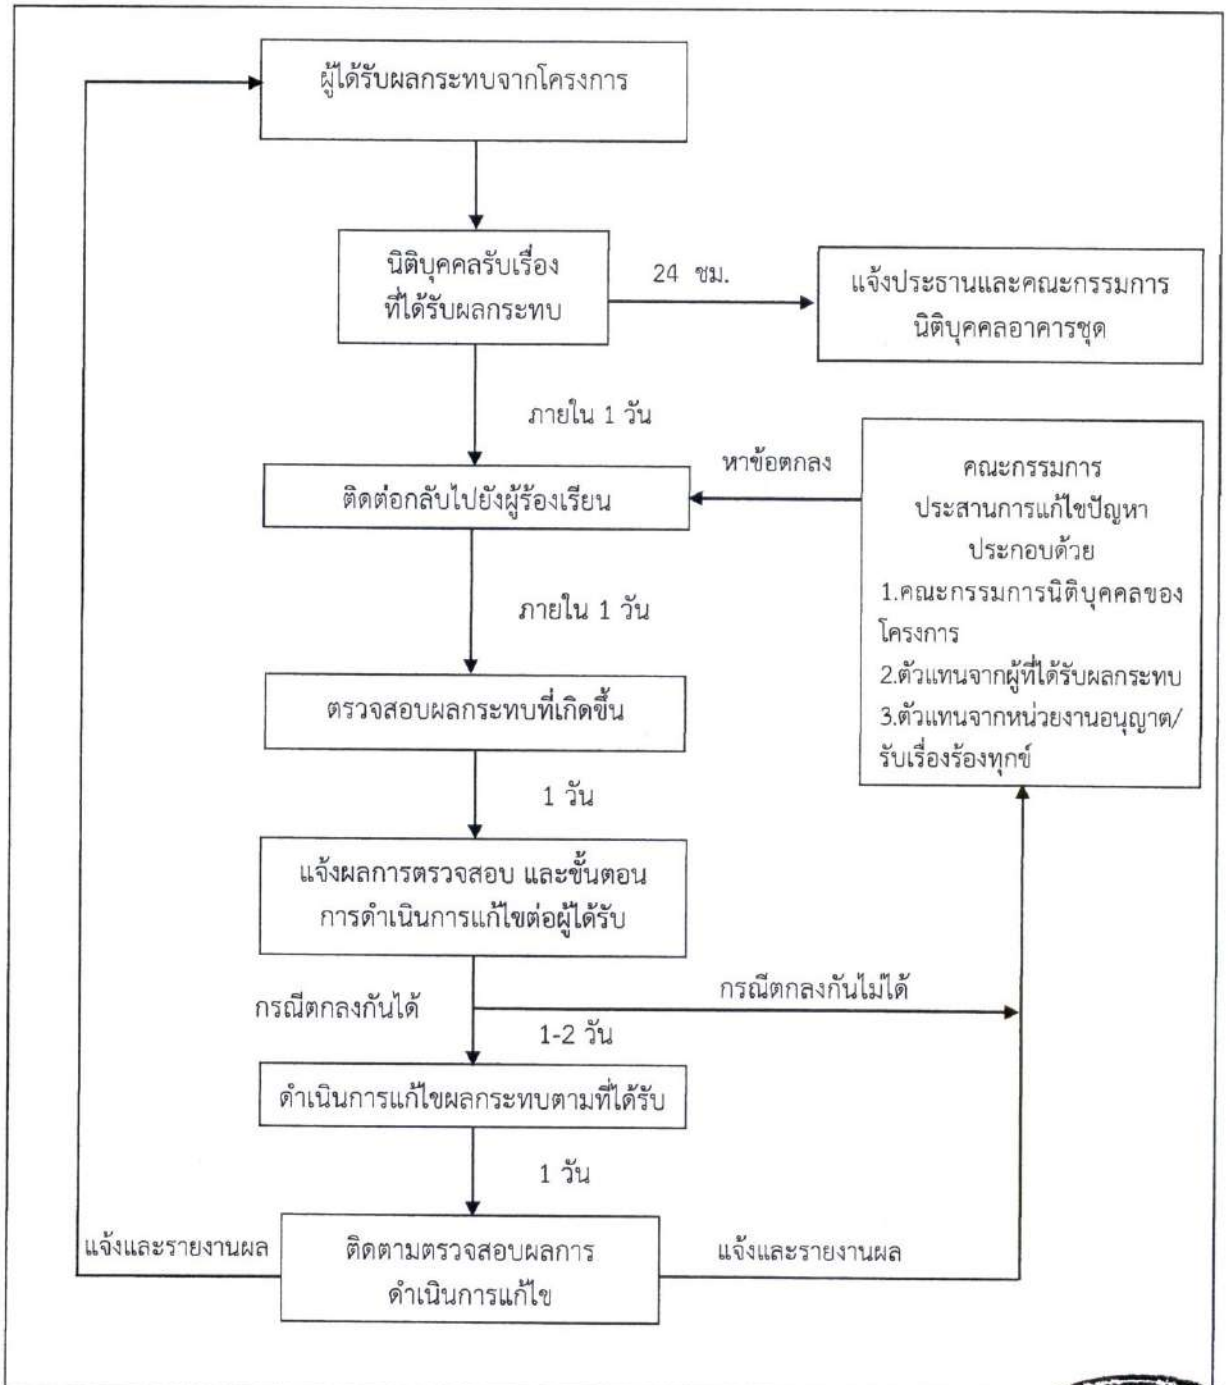 ผู้ได้รับผลกระทบจากโครงการ
นิติบุคคลรับเรื่อง
ที่ได้รับผลกระทบ
24 ชม.
แจ้งประธานและคณะกรรมการ
นิติบุคคลอาคารชุด
ภายใน 1 วัน
หาข้อตกลง
ติดต่อกลับไปยังผู้ร้องเรียน
คณะกรรมการ
ประสานการแก้ไขปัญหา
ประกอบด้วย
1.คณะกรรมการนิติบุคคลของ
โครงการ
2.ตัวแทนจากผู้ที่ได้รับผลกระทบ
3.ตัวแทนจากหน่วยงานอนุญาต/
รับเรื่องร้องทุกข์
ภายใน 1 วัน
ตรวจสอบผลกระทบที่เกิดขึ้น
1 วัน
แจ้งผลการตรวจสอบ และขั้นตอน
การดำเนินการแก้ไขต่อผู้ได้รับ
กรณีตกลงกันได้
กรณีตกลงกันไม่ได้
1-2 วัน
ดำเนินการแก้ไขผลกระทบตามที่ได้รับ
1 วัน
แจ้งและรายงานผล
ติดตามตรวจสอบผลการ
ดำเนินการแก้ไข
แจ้งและรายงานผล